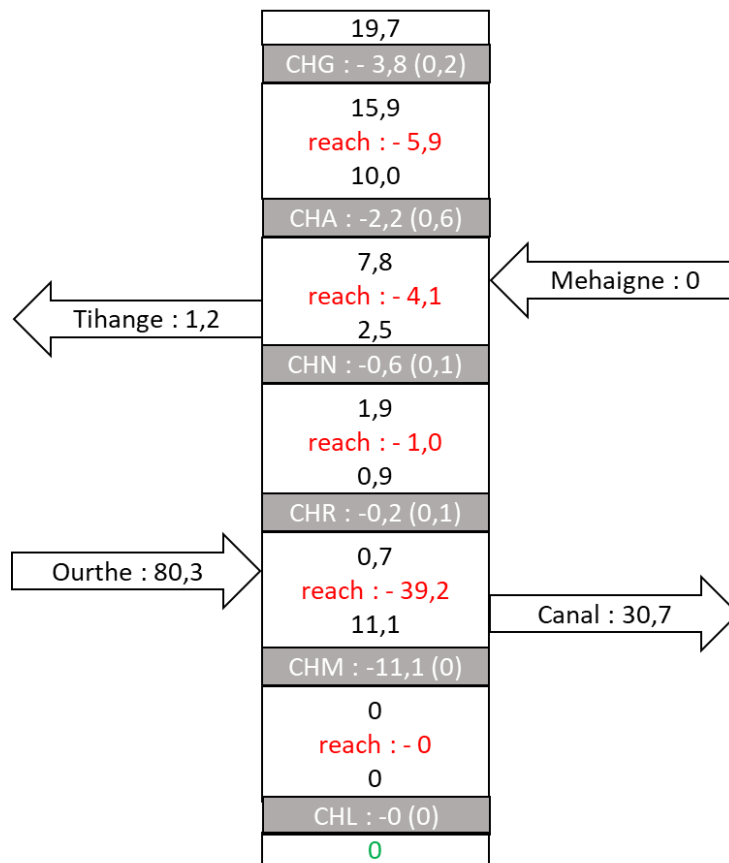 19,7
CHG : - 3,8 (0,2)
15,9
reach : - 5,9
10,0
CHA : -2,2 (0,6)
7,8
Mehaigne : 0
reach : - 4,1
Tihange : 1,2
2,5
CHN : -0,6 (0,1)
1,9
reach : - 1,0
0,9
CHR : -0,2 (0,1)
0,7
Ourthe : 80,3
reach : - 39,2
Canal : 30,7
11,1
CHM : -11,1 (0)
0
reach : - 0
0
CHL : -0 (0)
0